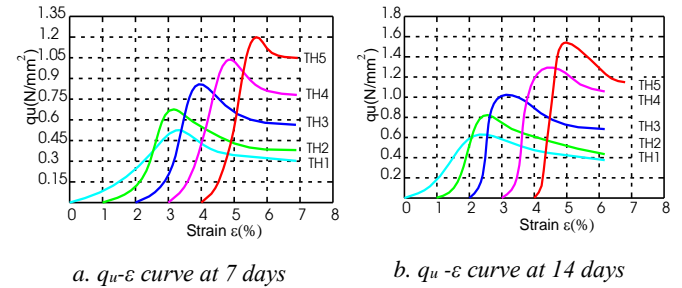 1.35
1.2
1.05
0.9
0.75
0.6
0.45
0.3
0.15
qu(N/mm²)
TH5
TH4
TH3
TH2
TH1
0 1 2 3 4 5 6 7 8
Strain ε(%)
a. qu-ε curve at 7 days
1.8
1.6
1.4
1.2
1.0
0.8
0.6
0.4
0.2
qu(N/mm²)
TH5
TH4
TH3
TH2
TH1
0 1 2 3 4 5 6 7 8
Strain ε(%)
b. qu -ε curve at 14 days